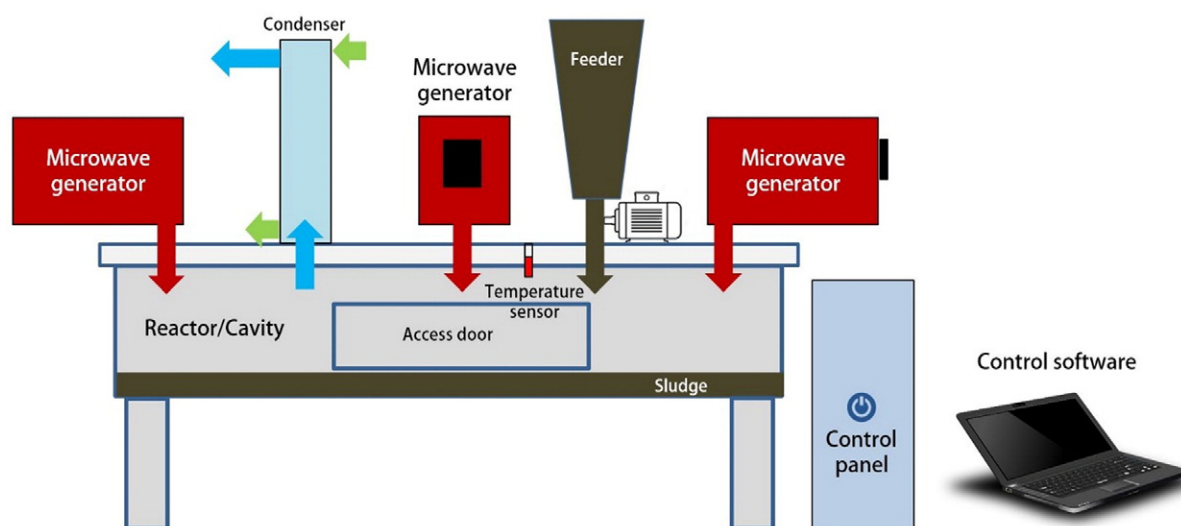 Condenser
Feeder
Microwave
generator
Microwave
generator
Microwave
generator
Temperature
sensor
Reactor/Cavity
Access door
Sludge
Control software
Control
panel